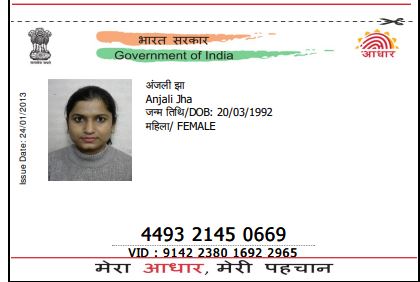 भारत सरकार
Government of India
आधार
Issue Date: 24/01/2013
अंजली झा
Anjali Jha
जन्म तिथि/DOB: 20/03/1992
महिला/ FEMALE
4493 2145 0669
VID : 9142 2380 1692 2965
मेरा आधार, मेरी पहचान